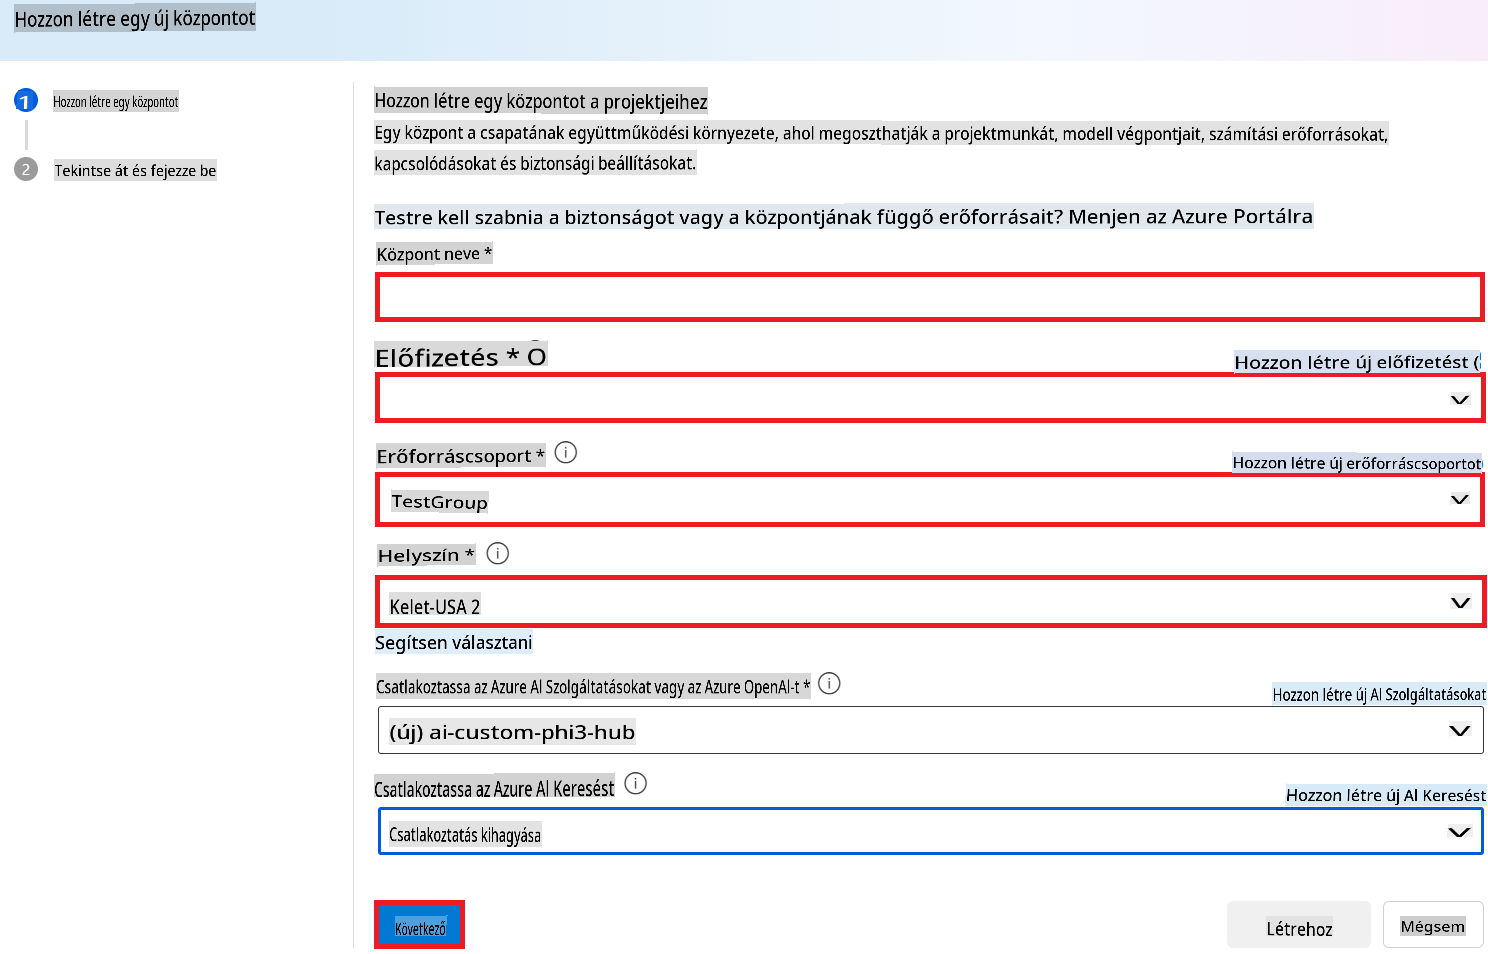 Hozzon létre egy új központot
1 Hozzon létre egy központot
2 Tekintse át és fejezze be
Hozzon létre egy központot a projektjeihez
Egy központ a csapatának együttműködési környezete, ahol megoszthatják a projektmunkát, modell végpontjait, számítási erőforrásokat,
kapcsolódásokat és biztonsági beállításokat.
Testre kell szabnia a biztonságot vagy a központjának függő erőforrásait? Menjen az Azure Portálra
Központ neve *
Előfizetés * O
Hozzon létre új előfizetést (
Erőforráscsoport *
Hozzon létre új erőforráscsoportot
TestGroup
Helyszín *
Kelet-USA 2
Segítsen választani
Csatlakoztassa az Azure AI Szolgáltatásokat vagy az Azure OpenAI-t *
Hozzon létre új AI Szolgáltatásokat
(új) ai-custom-phi3-hub
Csatlakoztassa az Azure AI Keresést
Hozzon létre új AI Keresést
Csatlakoztatás kihagyása
Következő
Létrehoz
Mégsem